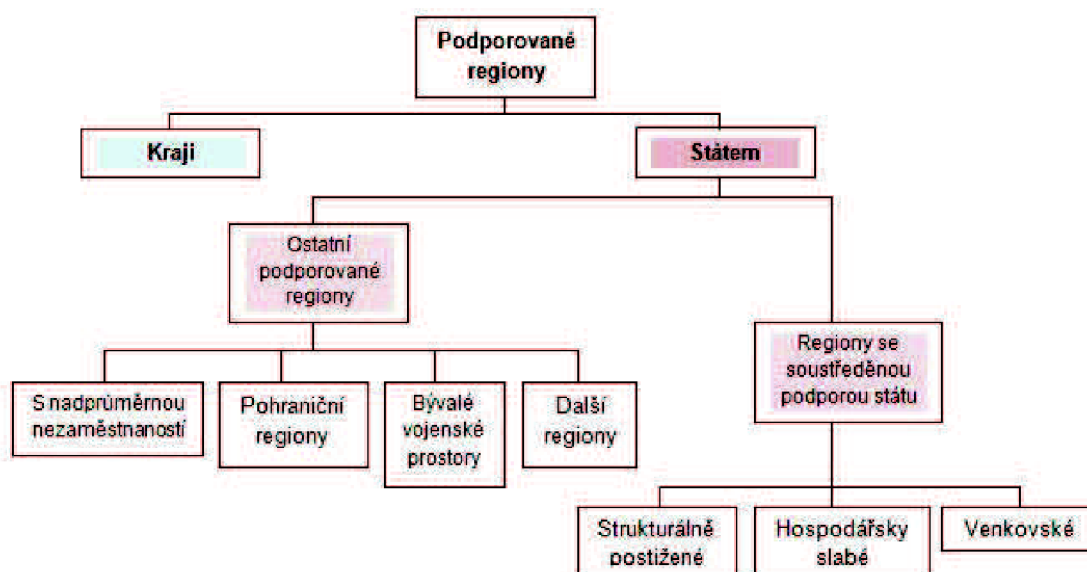 Podporované
regiony
Kraji
Státem
Ostatní
podporované
regiony
Regiony se
soustředěnou
podporou státu
S nadprůměrnou
nezaměstnaností
Pohraniční
regiony
Bývalé
vojenské
prostory
Další
regiony
Strukturálně
postižené
Hospodářsky
slabé
Venkovské